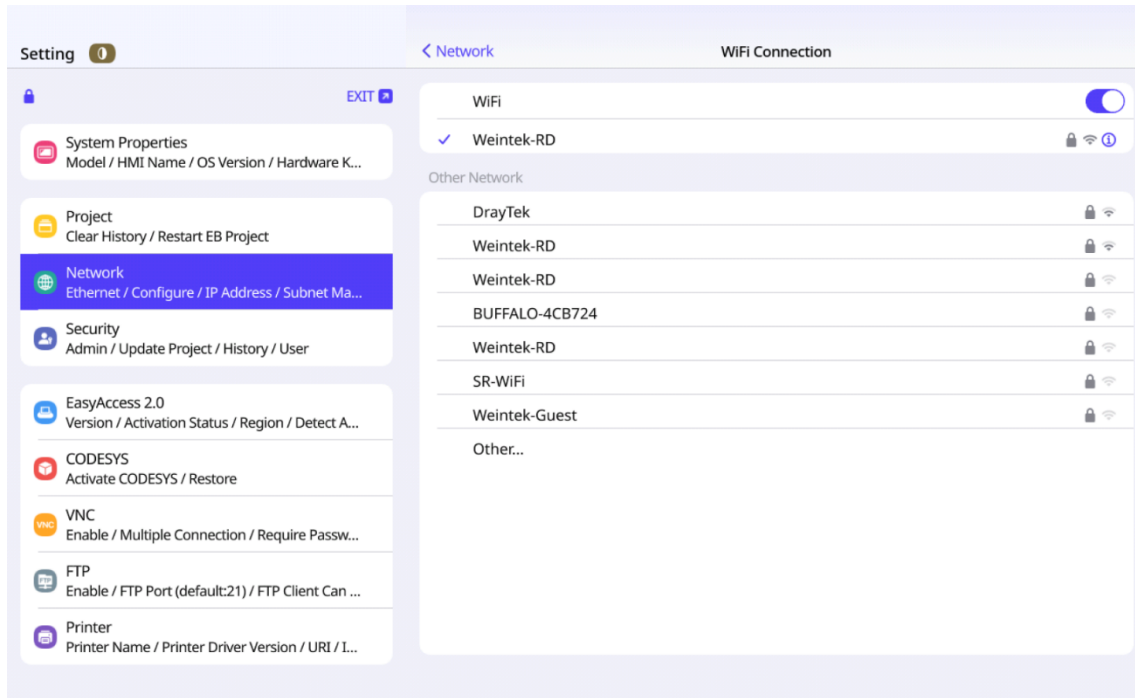 Setting
EXIT
System Properties
Model / HMI Name / OS Version / Hardware K...
Project
Clear History / Restart EB Project
Network
Ethernet / Configure / IP Address / Subnet Ma...
Security
Admin / Update Project / History / User
EasyAccess 2.0
Version / Activation Status / Region / Detect A...
CODESYS
Activate CODESYS / Restore
VNC
VNC
Enable / Multiple Connection / Require Passw...
FTP
FTP
Enable / FTP Port (default:21) / FTP Client Can ...
Printer
Printer Name / Printer Driver Version / URI / I...
Network
WiFi Connection
WiFi
Weintek-RD
Other Network
DrayTek
Weintek-RD
Weintek-RD
BUFFALO-4CB724
Weintek-RD
SR-WiFi
Weintek-Guest
Other...